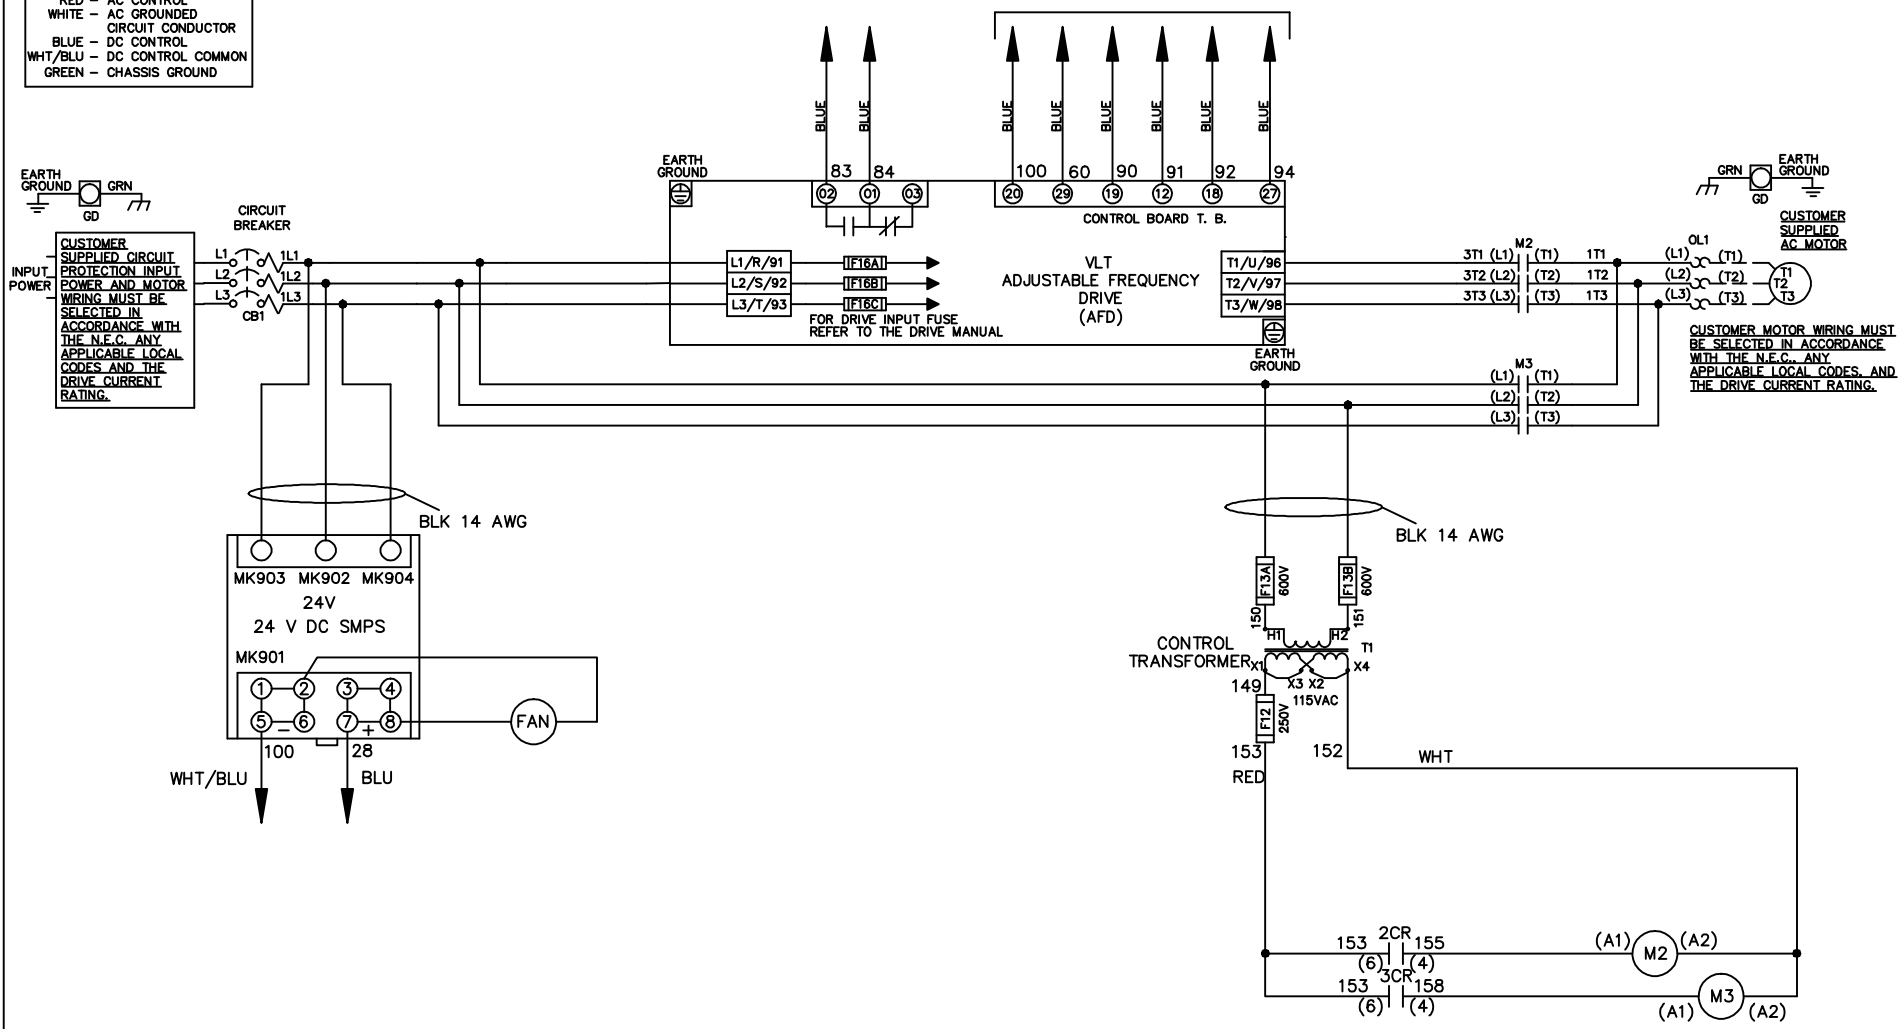 RED – AC CONTROL
WHITE – AC GROUNDED
CIRCUIT CONDUCTOR
BLUE – DC CONTROL
WHT/BLU – DC CONTROL COMMON
GREEN – CHASSIS GROUND
BLUE
BLUE
BLUE
BLUE
BLUE
BLUE
BLUE
BLUE
EARTH
GROUND
GRN
GD
EARTH
GROUND
83
84
02
01
03
100
60
90
91
92
94
20
29
19
12
18
27
CONTROL BOARD T. B.
GRN
EARTH
GROUND
GD
CUSTOMER
SUPPLIED
AC MOTOR
INPUT
POWER
CUSTOMER
SUPPLIED CIRCUIT
PROTECTION INPUT
POWER AND MOTOR
WIRING MUST BE
SELECTED IN
ACCORDANCE WITH
THE N.E.C. ANY
APPLICABLE LOCAL
CODES AND THE
DRIVE CURRENT
RATING.
CIRCUIT
BREAKER
L1
1L1
L2
1L2
L3
1L3
CB1
L1/R/91
L2/S/92
L3/T/93
F16A
F16B
F16C
FOR DRIVE INPUT FUSE
REFER TO THE DRIVE MANUAL
VLT
ADJUSTABLE FREQUENCY
DRIVE
(AFD)
T1/U/96
T2/V/97
T3/W/98
EARTH
GROUND
M2
3T1 (L1) (T1) 1T1
3T2 (L2) (T2) 1T2
3T3 (L3) (T3) 1T3
OL1
(L1) (T1)
(L2) (T2)
(L3) (T3)
T1
T2
T3
CUSTOMER MOTOR WIRING MUST
BE SELECTED IN ACCORDANCE
WITH THE N.E.C., ANY
APPLICABLE LOCAL CODES, AND
THE DRIVE CURRENT RATING.
M3
(L1) (T1)
(L2) (T2)
(L3) (T3)
BLK 14 AWG
MK903 MK902 MK904
24V
24 V DC SMPS
MK901
1 2 3 4
5 6 7 8
– +
FAN
100
28
WHT/BLU
BLU
BLK 14 AWG
F13A
600V
F13B
600V
150
151
H1
H2
T1
CONTROL
TRANSFORMER
X1
X4
X3 X2
115VAC
149
F12
250V
153
152
RED
WHT
2CR
153
155
(6) (4)
(A1) M2 (A2)
3CR
153
158
(6) (4)
(A1) M3 (A2)